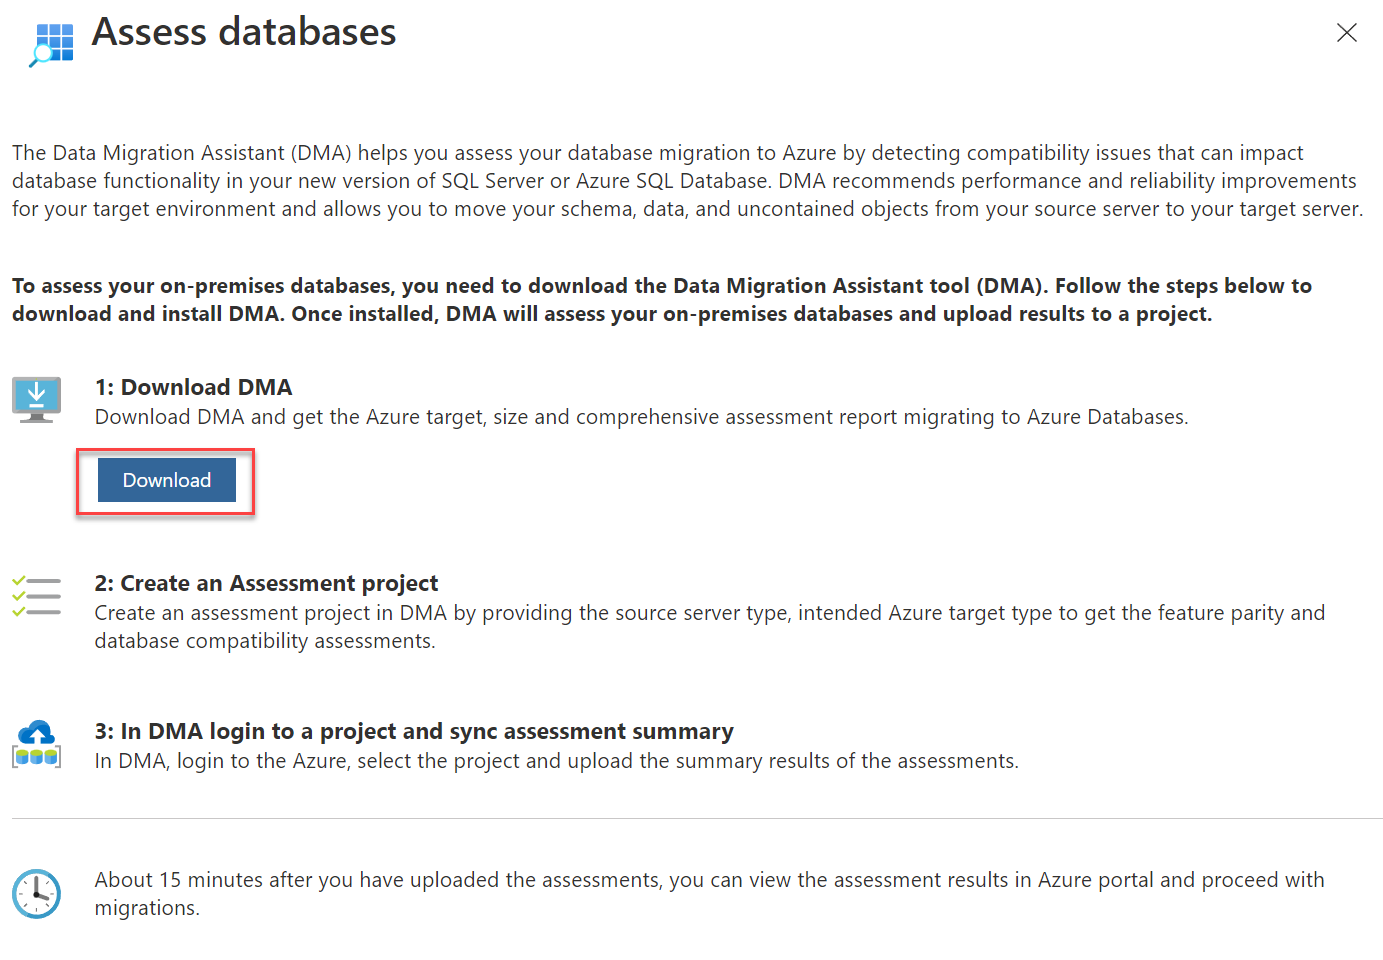 Assess databases
The Data Migration Assistant (DMA) helps you assess your database migration to Azure by detecting compatibility issues that can impact
database functionality in your new version of SQL Server or Azure SQL Database. DMA recommends performance and reliability improvements
for your target environment and allows you to move your schema, data, and uncontained objects from your source server to your target server.
To assess your on-premises databases, you need to download the Data Migration Assistant tool (DMA). Follow the steps below to
download and install DMA. Once installed, DMA will assess your on-premises databases and upload results to a project.
1: Download DMA
Download DMA and get the Azure target, size and comprehensive assessment report migrating to Azure Databases.
Download
2: Create an Assessment project
Create an assessment project in DMA by providing the source server type, intended Azure target type to get the feature parity and
database compatibility assessments.
3: In DMA login to a project and sync assessment summary
In DMA, login to the Azure, select the project and upload the summary results of the assessments.
About 15 minutes after you have uploaded the assessments, you can view the assessment results in Azure portal and proceed with
migrations.